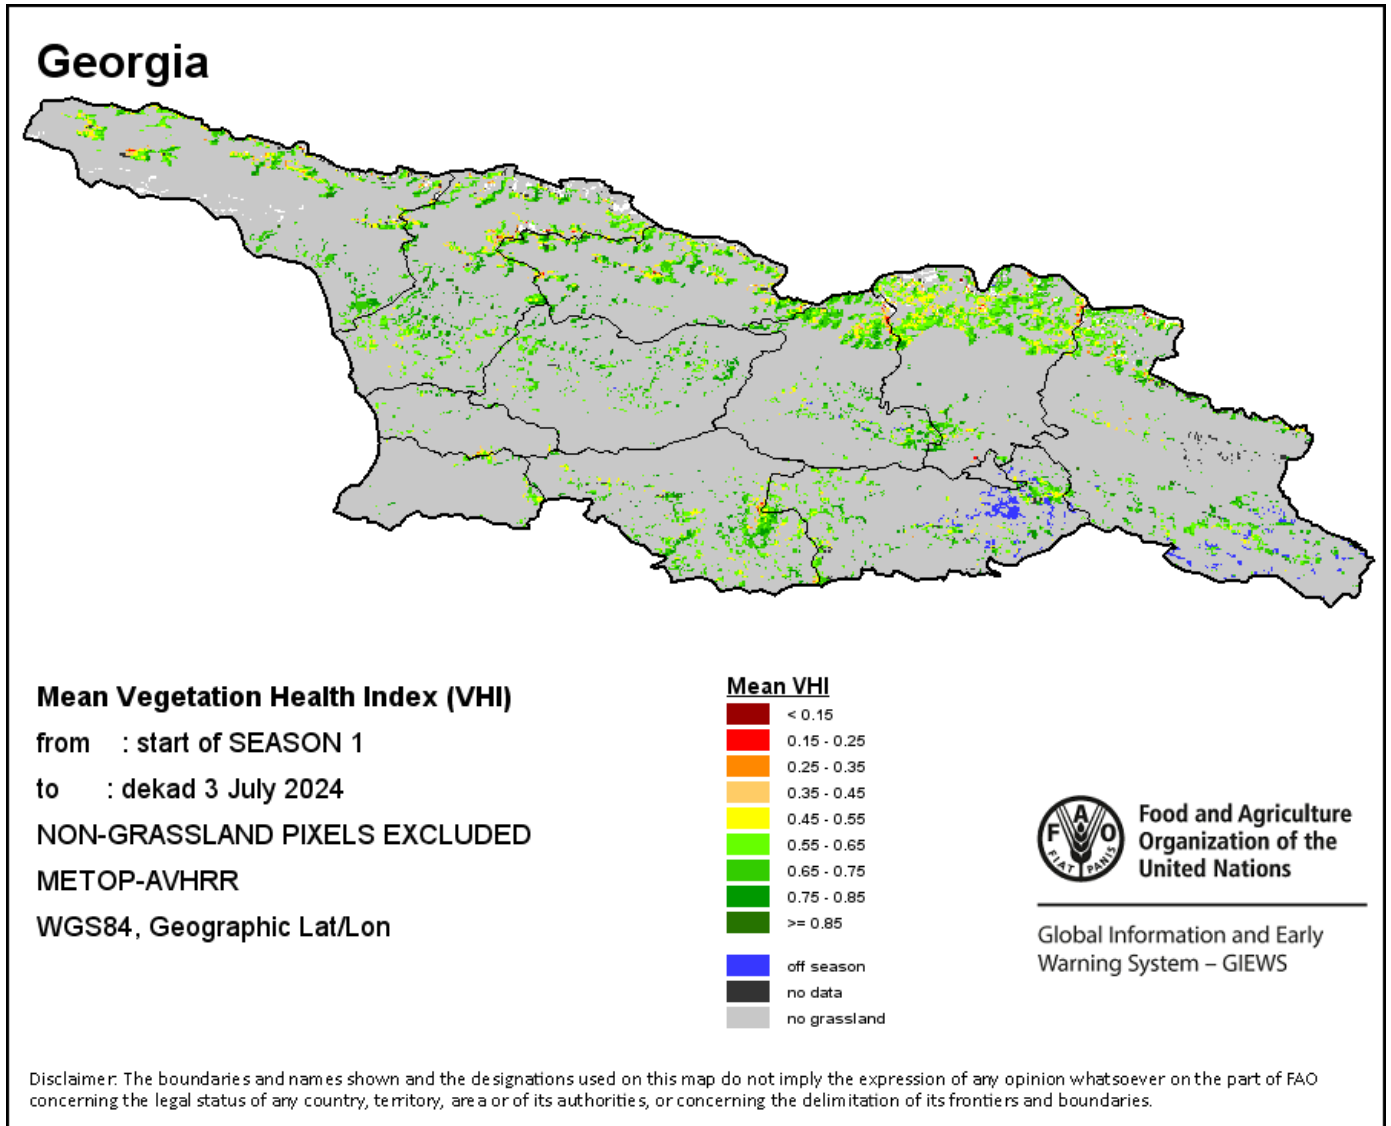 Georgia
Mean Vegetation Health Index (VHI)
from : start of SEASON 1
to : dekad 3 July 2024
NON-GRASSLAND PIXELS EXCLUDED
METOP-AVHRR
WGS84, Geographic Lat/Lon
Mean VHI
< 0.15
0.15 - 0.25
0.25 - 0.35
0.35 - 0.45
0.45 - 0.55
0.55 - 0.65
0.65 - 0.75
0.75 - 0.85
>= 0.85
off season
no data
no grassland
F A O
FIAT PANIS
Food and Agriculture
Organization of the
United Nations
Global Information and Early
Warning System – GIEWS
Disclaimer: The boundaries and names shown and the designations used on this map do not imply the expression of any opinion whatsoever on the part of FAO
concerning the legal status of any country, territory, area or of its authorities, or concerning the delimitation of its frontiers and boundaries.